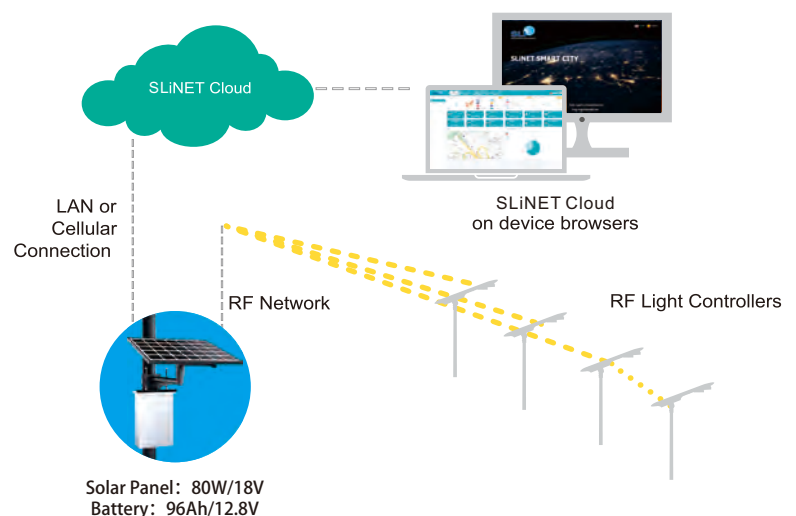 SLiNET Cloud
SLi
SLiNET SMART CITY
SLiNET Cloud
on device browsers
LAN or
Cellular
Connection
RF Network
RF Light Controllers
Solar Panel：80W/18V
Battery：96Ah/12.8V